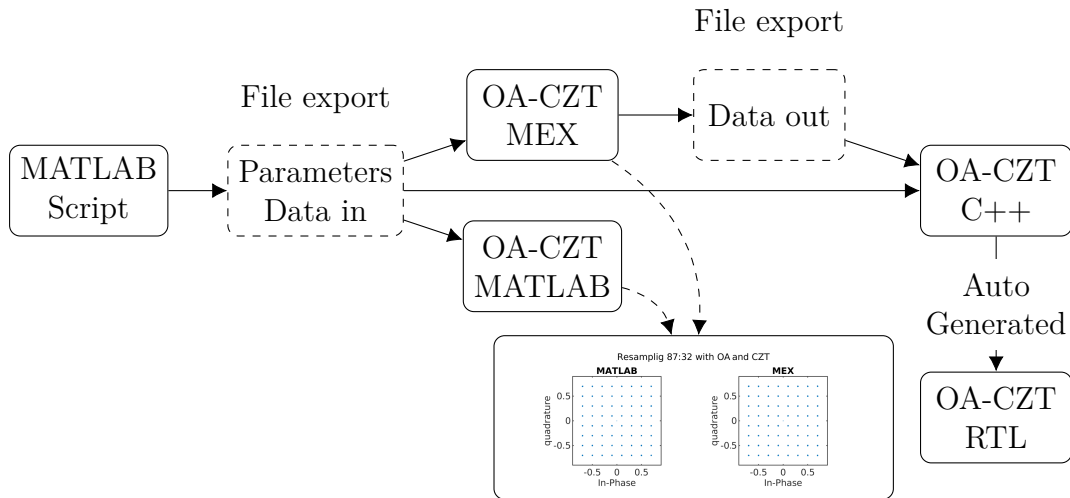 File export
File export
OA-CZT
MEX
Data out
MATLAB
Script
Parameters
Data in
OA-CZT
C++
OA-CZT
MATLAB
Auto
Generated
Resamplig 87:32 with OA and CZT
MATLAB
MEX
quadrature
0.5
0
-0.5
-0.5 0 0.5
In-Phase
quadrature
0.5
0
-0.5
-0.5 0 0.5
In-Phase
OA-CZT
RTL